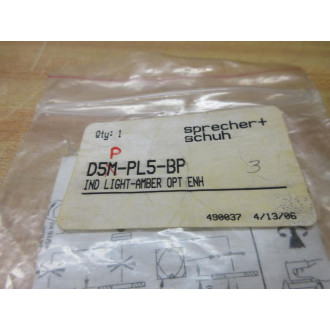 Qty: 1
sprecher+
schuh
P
D5M-PL5-BP
3
IND LIGHT-AMBER OPT ENH
490037 4/13/06